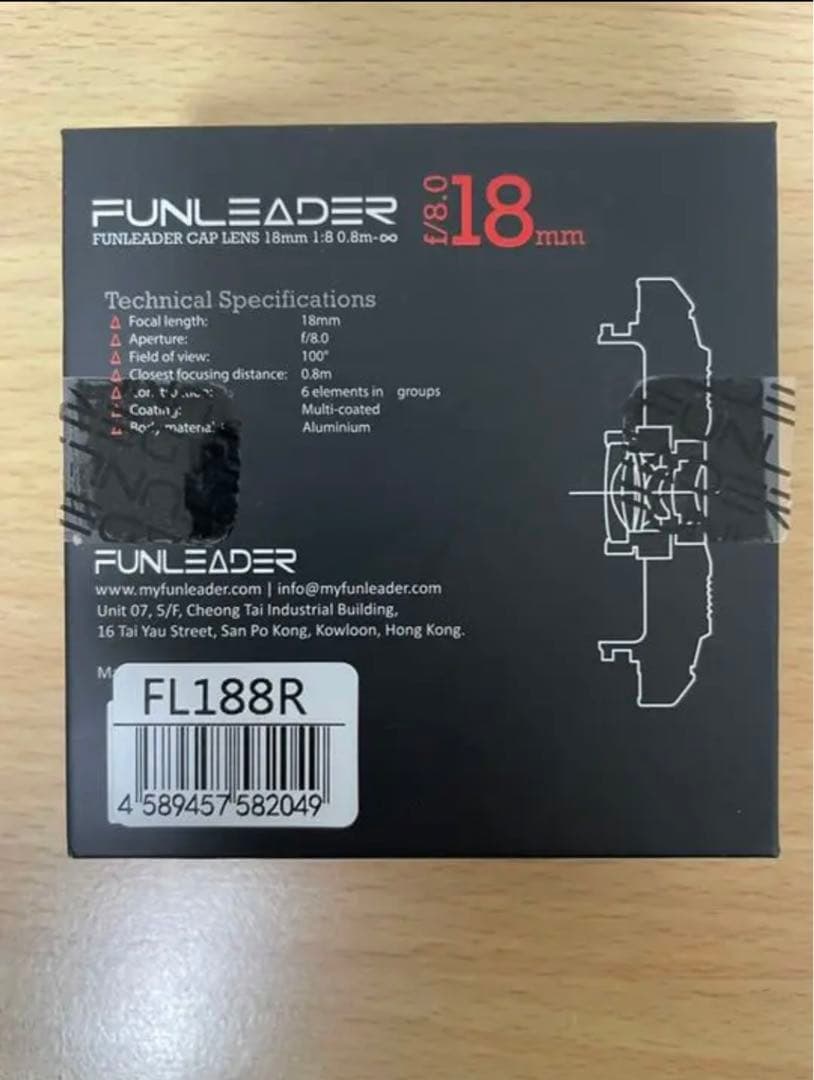 FUNLEADER
FUNLEADER CAP LENS 18mm 1:8 0.8m-∞
f/8.0 18mm
Technical Specifications
Focal length: 18mm
Aperture: f/8.0
Field of view: 100°
Closest focusing distance: 0.8m
6 elements in groups
Coating: Multi-coated
Body material: Aluminium
FUNLEADER
www.myfunleader.com | info@myfunleader.com
Unit 07, 5/F, Cheong Tai Industrial Building,
16 Tai Yau Street, San Po Kong, Kowloon, Hong Kong.
FL188R
4 589457 582049